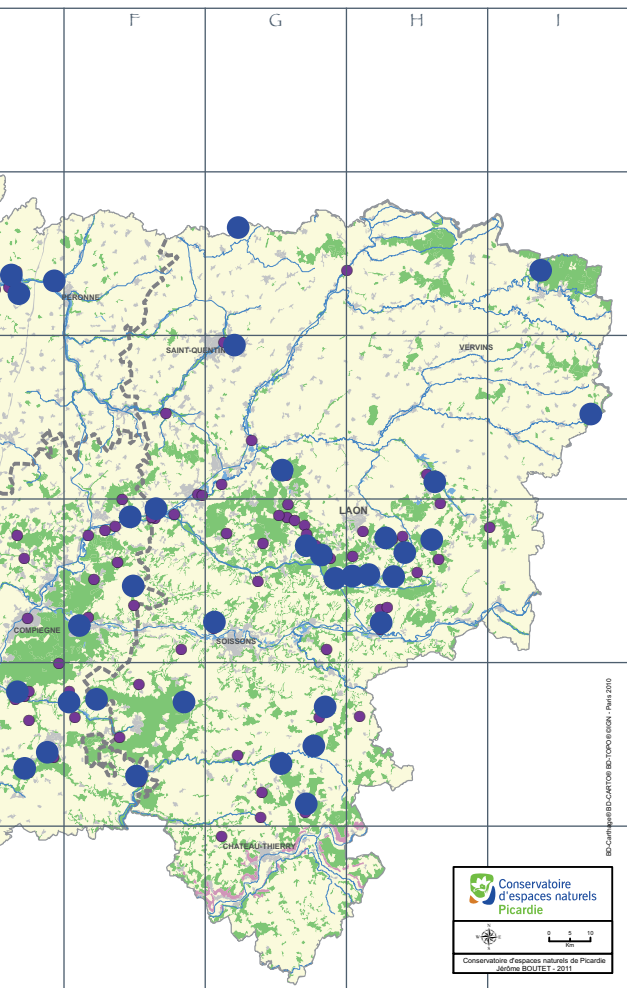 F G H I
PERONNE
SAINT-QUENTIN
VERVINS
LAON
COMPIEGNE
SOISSONS
CHATEAU-THIERRY
BD-Carthage®BD-CARTO®BD-TOPO®©IGN - Paris 2010
Conservatoire
d'espaces naturels
Picardie
N
W E
S
0 5 10
Km
Conservatoire d'espaces naturels de Picardie
Jérôme BOUTET - 2011